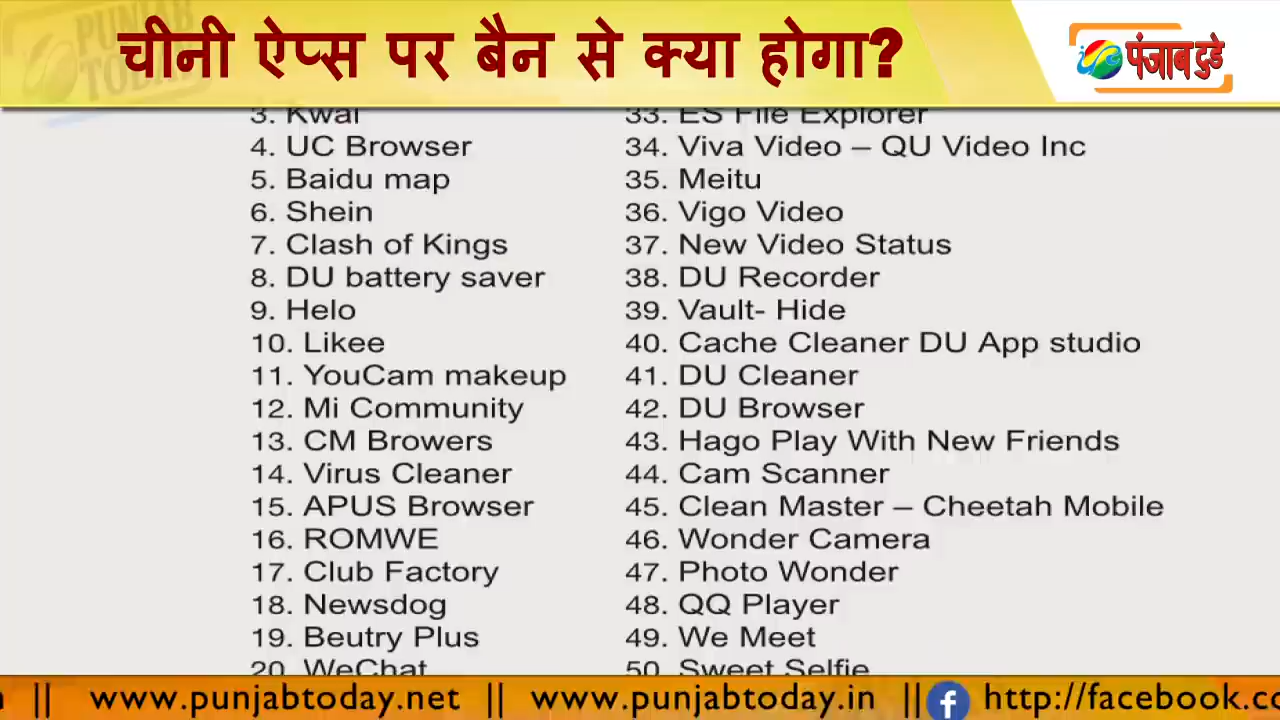 चीनी ऐप्स पर बैन से क्या होगा?
पंजाब टुडे
PUNJAB
TODAY
3. Kwai
4. UC Browser
5. Baidu map
6. Shein
7. Clash of Kings
8. DU battery saver
9. Helo
10. Likee
11. YouCam makeup
12. Mi Community
13. CM Browers
14. Virus Cleaner
15. APUS Browser
16. ROMWE
17. Club Factory
18. Newsdog
19. Beutry Plus
20. WeChat
33. ES File Explorer
34. Viva Video – QU Video Inc
35. Meitu
36. Vigo Video
37. New Video Status
38. DU Recorder
39. Vault- Hide
40. Cache Cleaner DU App studio
41. DU Cleaner
42. DU Browser
43. Hago Play With New Friends
44. Cam Scanner
45. Clean Master – Cheetah Mobile
46. Wonder Camera
47. Photo Wonder
48. QQ Player
49. We Meet
50. Sweet Selfie
|| www.punjabtoday.net || www.punjabtoday.in || f http://facebook.co